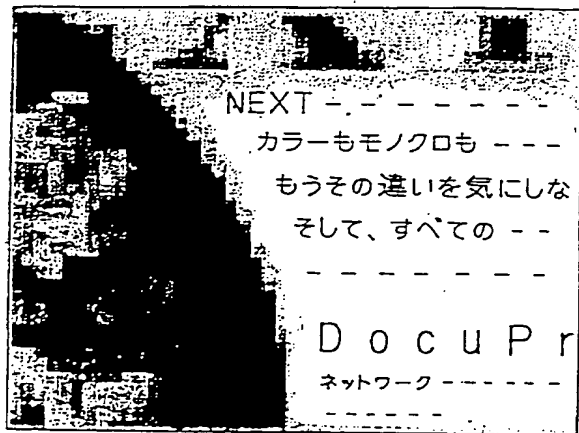 NEXT - - - - - - - -
カラーもモノクロも - - -
もうその違いを気にしな
そして、すべての - -
- - - - - - -
DocuPr
ネットワーク - - - - - -
- - - - - -